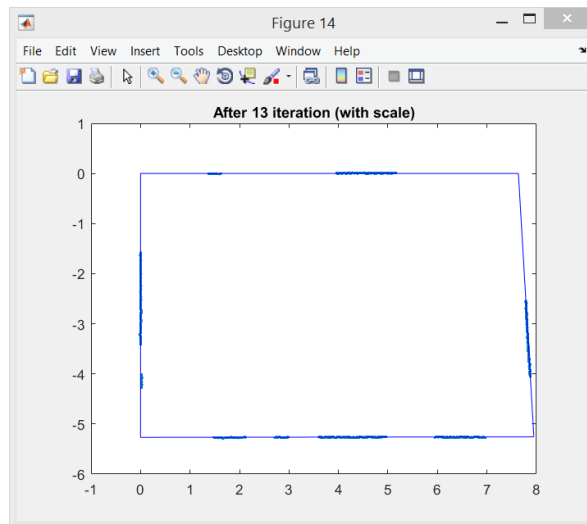 Figure 14
File Edit View Insert Tools Desktop Window Help
After 13 iteration (with scale)
1
0
-1
-2
-3
-4
-5
-6
-1 0 1 2 3 4 5 6 7 8